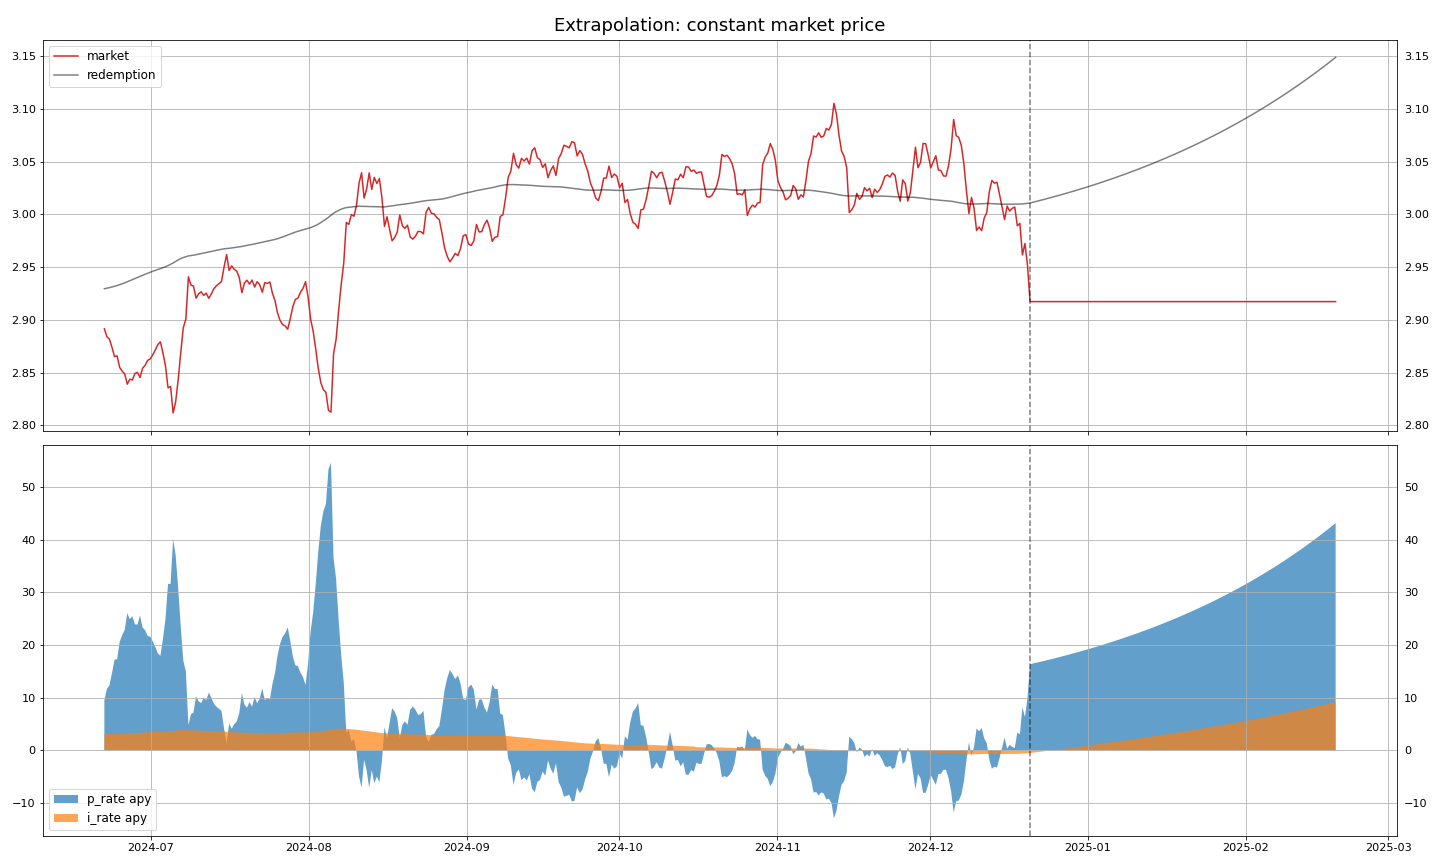 Extrapolation: constant market price
market
redemption
3.15 3.15
3.10 3.10
3.05 3.05
3.00 3.00
2.95 2.95
2.90 2.90
2.85 2.85
2.80 2.80
50 50
40 40
30 30
20 20
10 10
0 0
−10 −10
p_rate apy
i_rate apy
2024-07 2024-08 2024-09 2024-10 2024-11 2024-12 2025-01 2025-02 2025-03